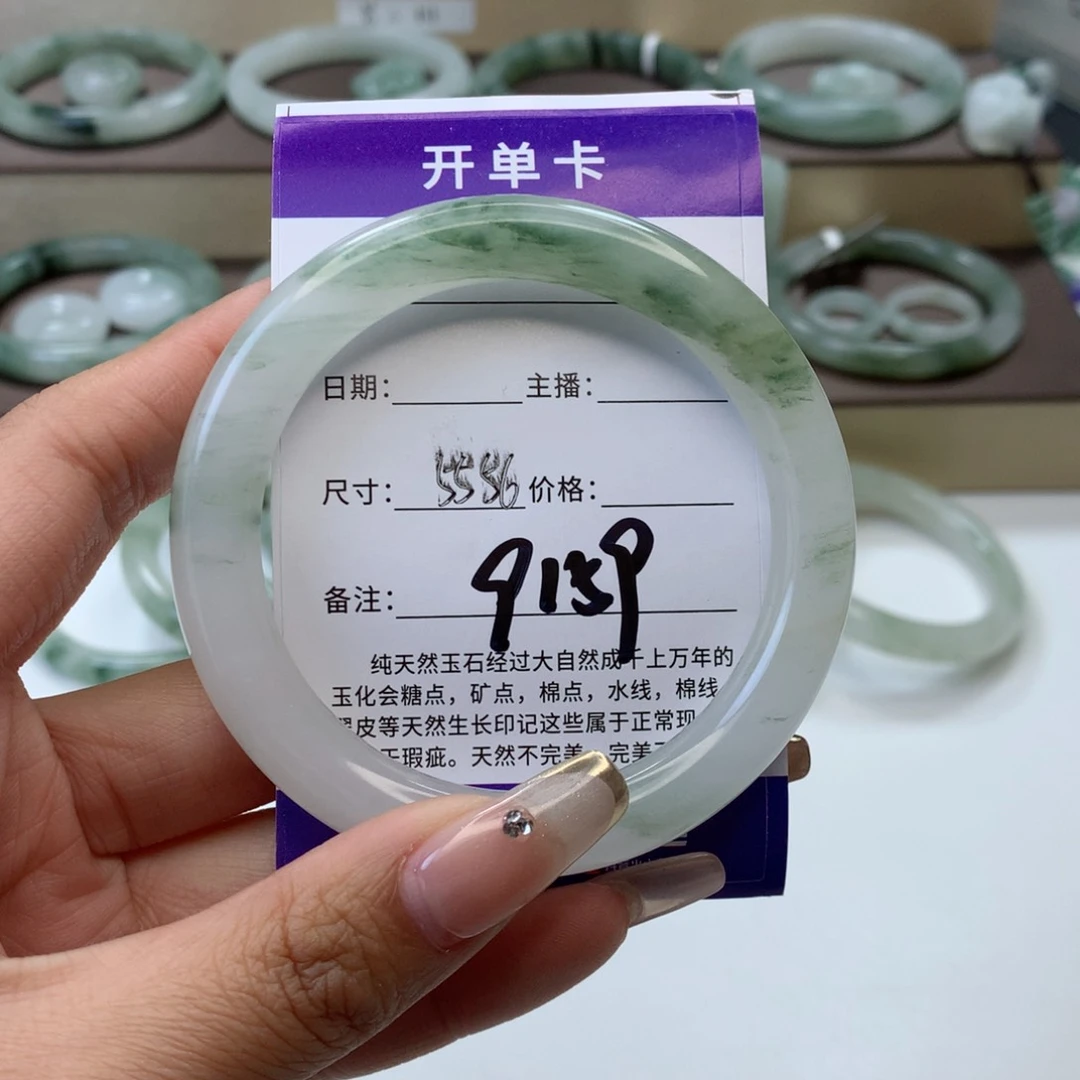 开单卡
日期： 主播：
尺寸： 5556 价格：
备注： 9159
纯天然玉石经过大自然成千上万年的
玉化会糖点，矿点，棉点，水线，棉线
皮等天然生长印记这些属于正常现
于瑕疵。天然不完美 完美